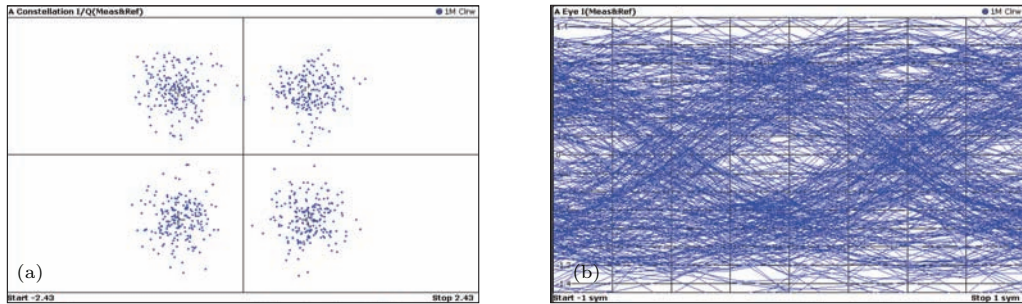 A Constellation I/Q(Meas&Ref)
1M Clrw
(a)
Start -2.43
Stop 2.43
A Eye I(Meas&Ref)
1M Clrw
(b)
Start -1 sym
Stop 1 sym